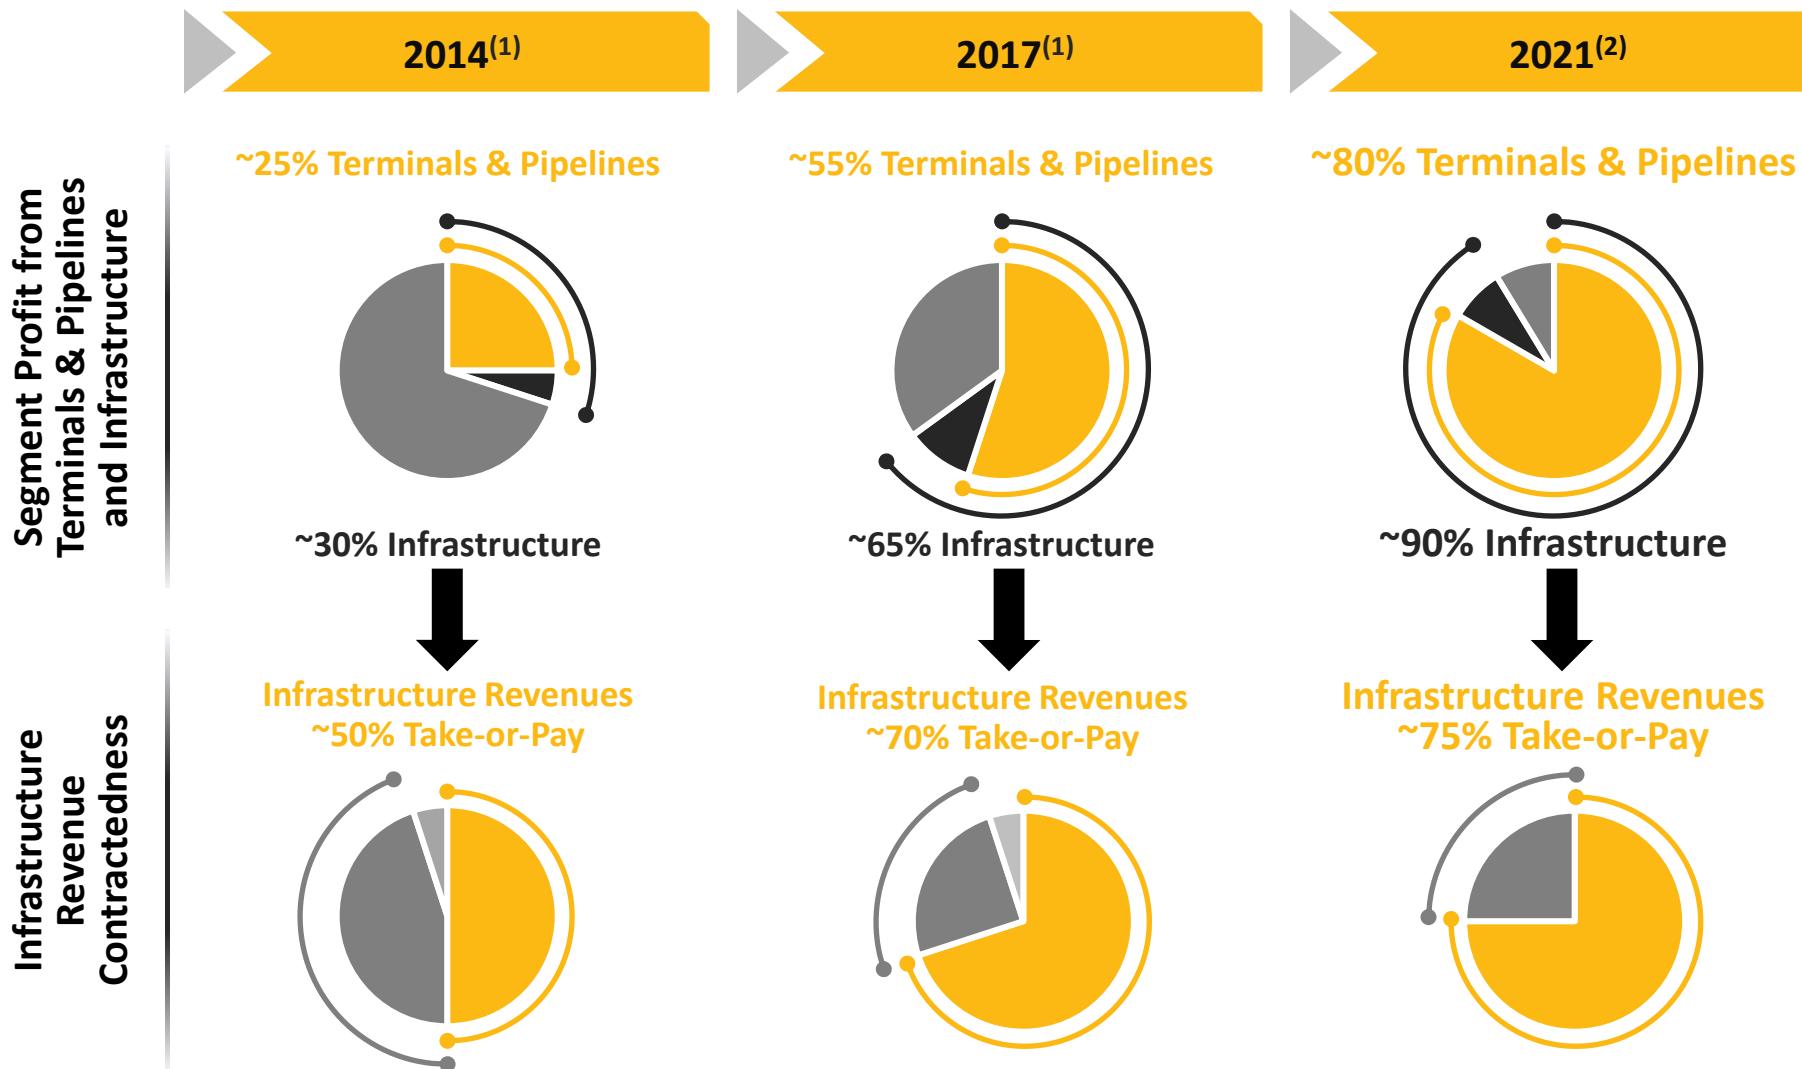 2014(1)
2017(1)
2021(2)
Segment Profit from
Terminals & Pipelines
and Infrastructure
~25% Terminals & Pipelines
~55% Terminals & Pipelines
~80% Terminals & Pipelines
~30% Infrastructure
~65% Infrastructure
~90% Infrastructure
Infrastructure
Revenue
Contractedness
Infrastructure Revenues
~50% Take-or-Pay
Infrastructure Revenues
~70% Take-or-Pay
Infrastructure Revenues
~75% Take-or-Pay